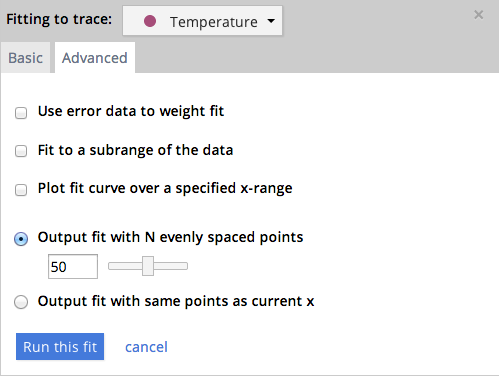 Fitting to trace: Temperature
×
Basic Advanced
Use error data to weight fit
Fit to a subrange of the data
Plot fit curve over a specified x-range
Output fit with N evenly spaced points
50
Output fit with same points as current x
Run this fit cancel